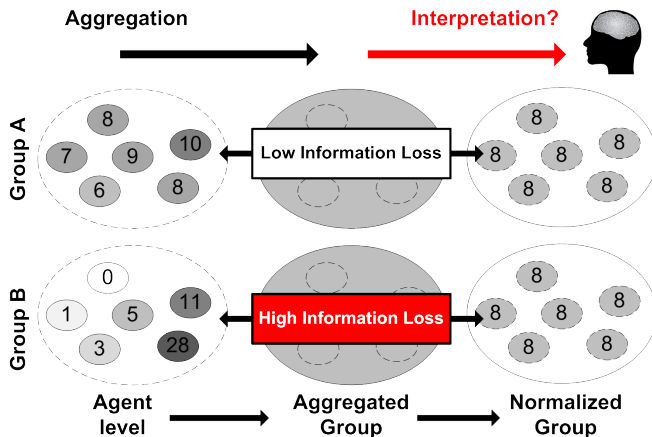 Aggregation
Interpretation?
Group A
8
7
9
10
6
8
Low Information Loss
8
8
8
8
8
8
Group B
0
1
5
11
3
28
High Information Loss
8
8
8
8
8
8
Agent
level
Aggregated
Group
Normalized
Group